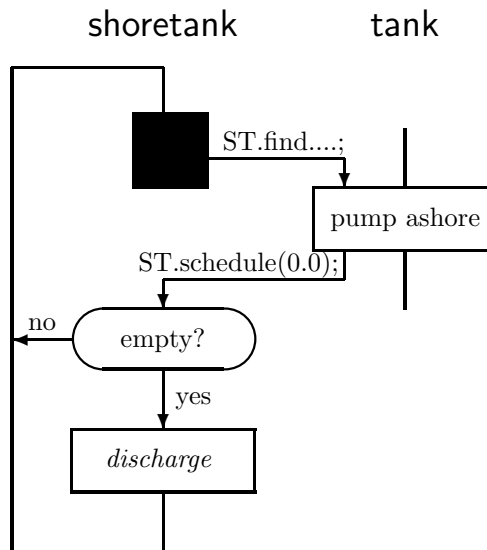 shoretank tank
ST.find....;
pump ashore
ST.schedule(0.0);
no
empty?
yes
discharge